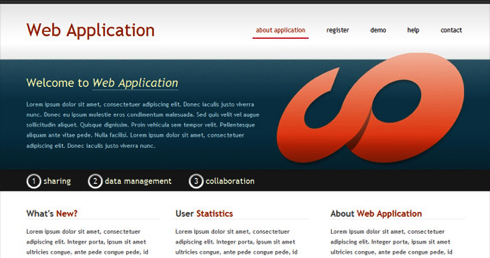 Web Application
about application register demo help contact
Welcome to Web Application
Lorem ipsum dolor sit amet, consectetuer adipiscing elit. Donec iaculis justo viverra
nunc. Donec eu ipsum molestie eros condimentum malesuada. Sed quis velit vel augue
sollicitudin aliquet. Quisque dignissim. Proin vehicula sem tempor velit. Pellentesque
aliquam ante vitae pede. Nulla facilisi. Lorem ipsum dolor sit amet, consectetuer
adipiscing elit. Donec iaculis justo viverra nunc.
1 sharing 2 data management 3 collaboration
What's New? User Statistics About Web Application
Lorem ipsum dolor sit amet, consectetuer Lorem ipsum dolor sit amet, consectetuer Lorem ipsum dolor sit amet, consectetuer
adipiscing elit. Integer porta, ipsum sit amet adipiscing elit. Integer porta, ipsum sit amet adipiscing elit. Integer porta, ipsum sit amet
ultricies congue, ante pede congue pede, id ultricies congue, ante pede congue pede, id ultricies congue, ante pede congue pede, id